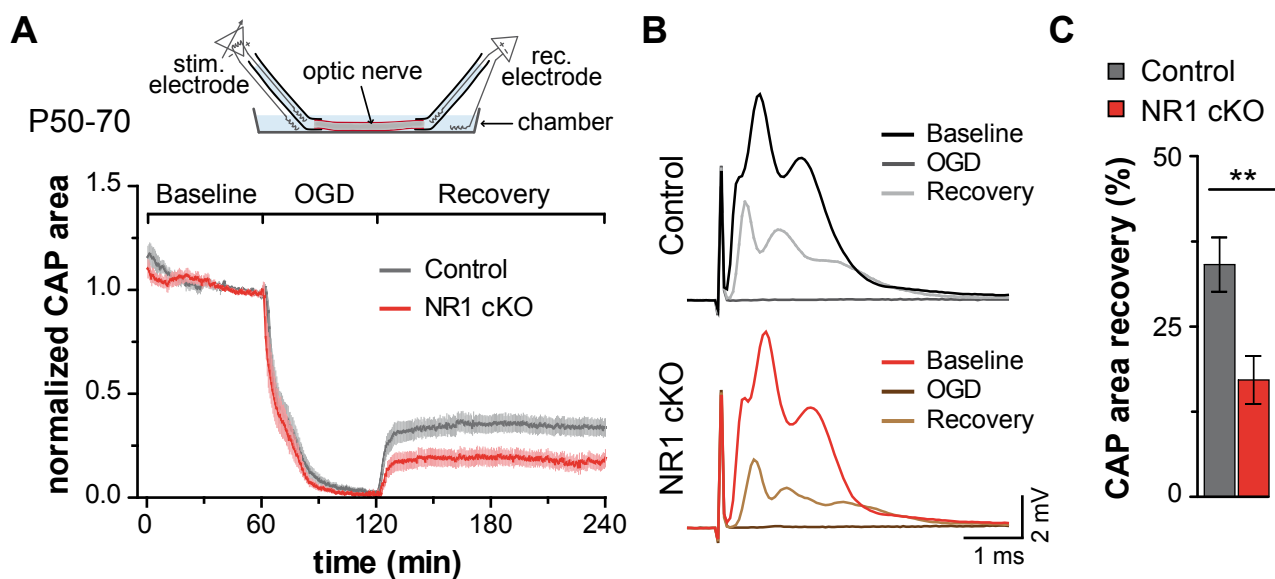 A
stim.
electrode
optic nerve
rec.
electrode
chamber
P50-70
normalized CAP area
1.5
1.0
0.5
0.0
Baseline
OGD
Recovery
Control
NR1 cKO
0
60
120
180
240
time (min)
B
Control
Baseline
OGD
Recovery
NR1 cKO
Baseline
OGD
Recovery
2 mV
1 ms
C
Control
NR1 cKO
CAP area recovery (%)
50
25
0
**